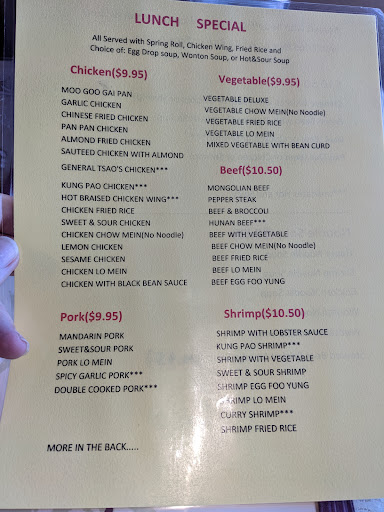 LUNCH SPECIAL
All Served with Spring Roll, Chicken Wing, Fried Rice and
Choice of: Egg Drop soup, Wonton Soup, or Hot&Sour Soup
Chicken($9.95)
MOO GOO GAI PAN
GARLIC CHICKEN
CHINESE FRIED CHICKEN
PAN PAN CHICKEN
ALMOND FRIED CHICKEN
SAUTEED CHICKEN WITH ALMOND
GENERAL TSAO'S CHICKEN***
KUNG PAO CHICKEN***
HOT BRAISED CHICKEN WING***
CHICKEN FRIED RICE
SWEET & SOUR CHICKEN
CHICKEN CHOW MEIN(No Noodle)
LEMON CHICKEN
SESAME CHICKEN
CHICKEN LO MEIN
CHICKEN WITH BLACK BEAN SAUCE
Pork($9.95)
MANDARIN PORK
SWEET&SOUR PORK
PORK LO MEIN
SPICY GARLIC PORK***
DOUBLE COOKED PORK***
MORE IN THE BACK.....
Vegetable($9.95)
VEGETABLE DELUXE
VEGETABLE CHOW MEIN(No Noodle)
VEGETABLE FRIED RICE
VEGETABLE LO MEIN
MIXED VEGETABLE WITH BEAN CURD
Beef($10.50)
MONGOLIAN BEEF
PEPPER STEAK
BEEF & BROCCOLI
HUNAN BEEF***
BEEF WITH VEGETABLE
BEEF CHOW MEIN(No Noodle)
BEEF FRIED RICE
BEEF LO MEIN
BEEF EGG FOO YUNG
Shrimp($10.50)
SHRIMP WITH LOBSTER SAUCE
KUNG PAO SHRIMP***
SHRIMP WITH VEGETABLE
SWEET & SOUR SHRIMP
SHRIMP EGG FOO YUNG
SHRIMP LO MEIN
CURRY SHRIMP***
SHRIMP FRIED RICE